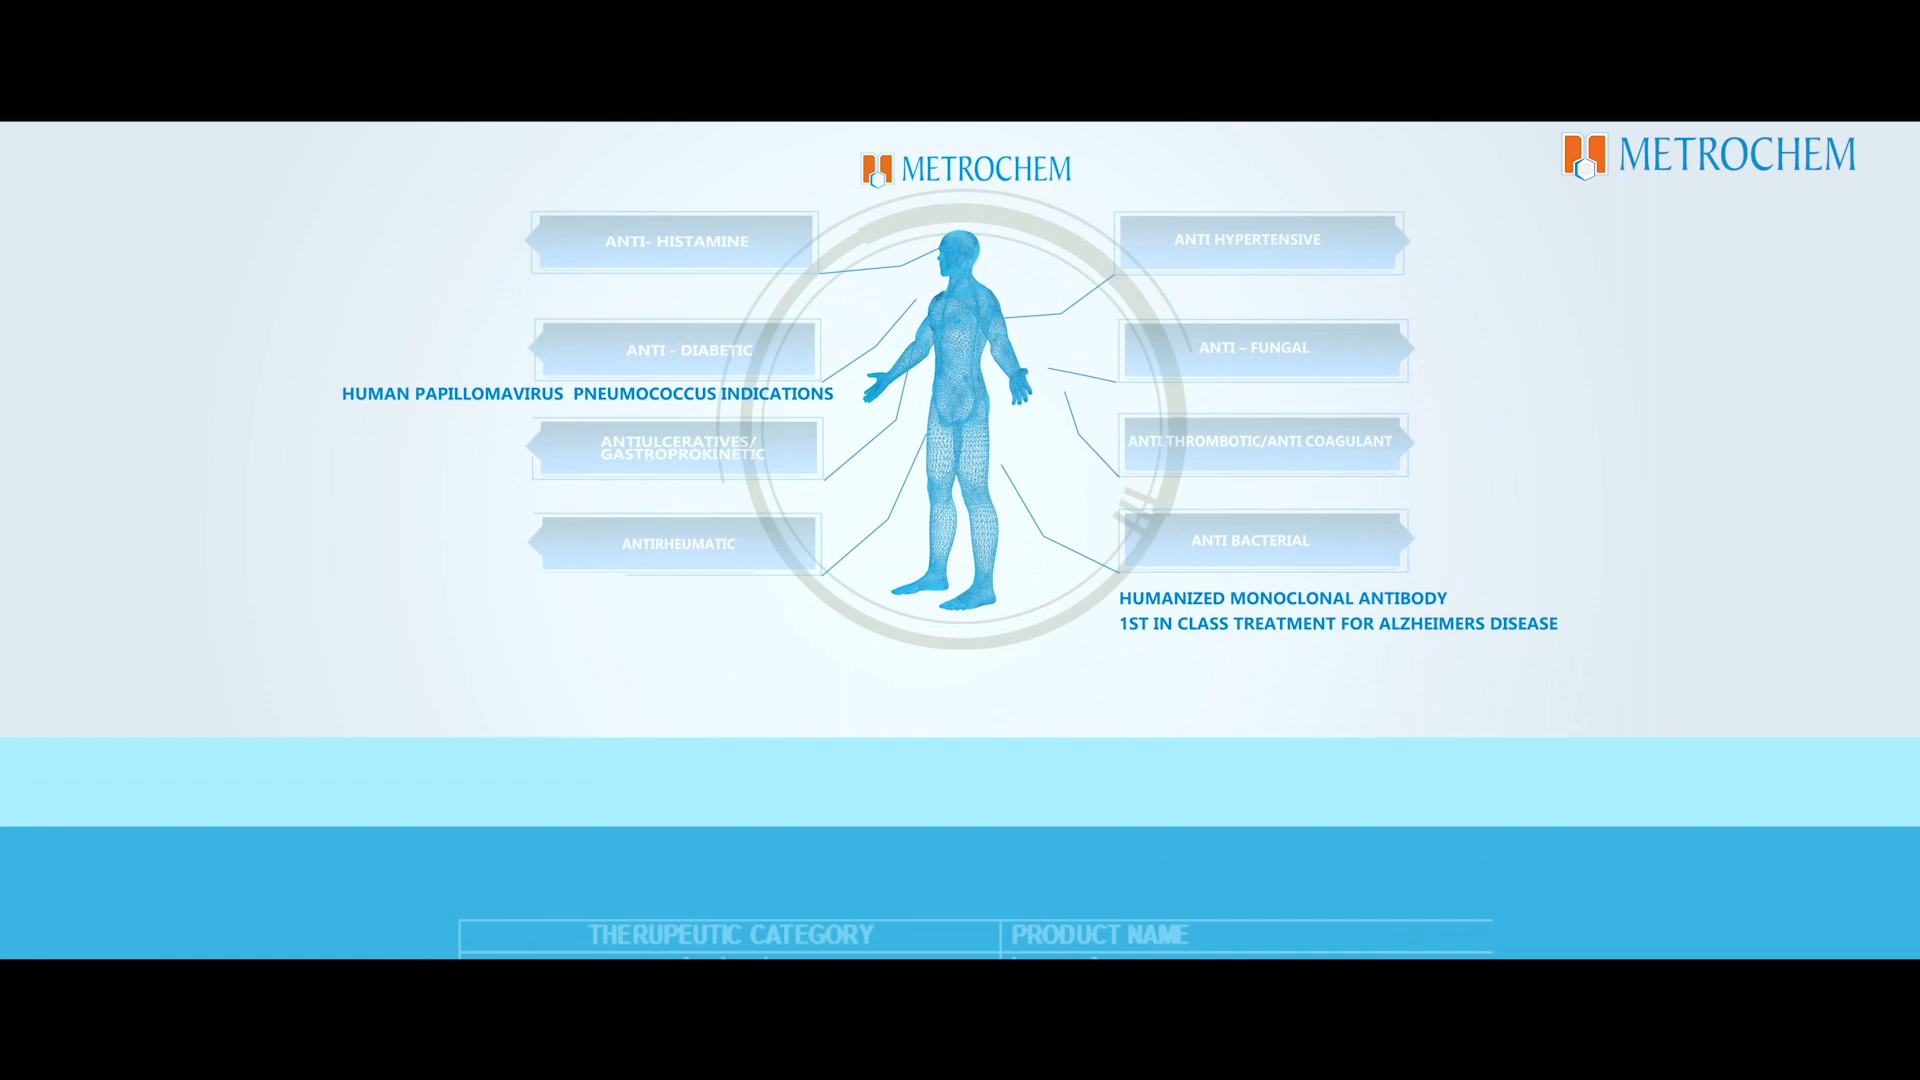 METROCHEM
METROCHEM
ANTI- HISTAMINE
ANTI HYPERTENSIVE
ANTI - DIABETIC
ANTI – FUNGAL
HUMAN PAPILLOMAVIRUS PNEUMOCOCCUS INDICATIONS
ANTIULCERATIVES/
GASTROPROKINETIC
ANTI THROMBOTIC/ANTI COAGULANT
ANTIRHEUMATIC
ANTI BACTERIAL
HUMANIZED MONOCLONAL ANTIBODY
1ST IN CLASS TREATMENT FOR ALZHEIMERS DISEASE
THERUPEUTIC CATEGORY
PRODUCT NAME